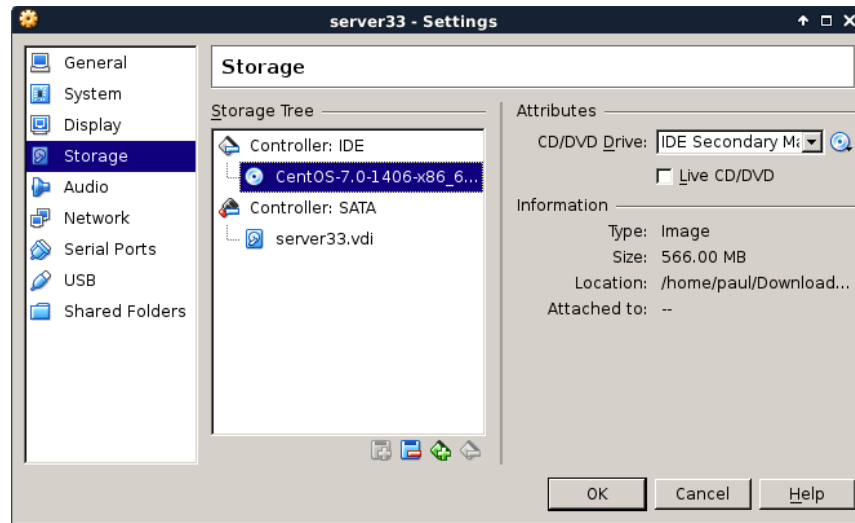 server33 - Settings
General
System
Display
Storage
Audio
Network
Serial Ports
USB
Shared Folders
Storage
Storage Tree
Controller: IDE
CentOS-7.0-1406-x86_6...
Controller: SATA
server33.vdi
Attributes
CD/DVD Drive: IDE Secondary Ma
Live CD/DVD
Information
Type: Image
Size: 566.00 MB
Location: /home/paul/Download...
Attached to: --
OK Cancel Help